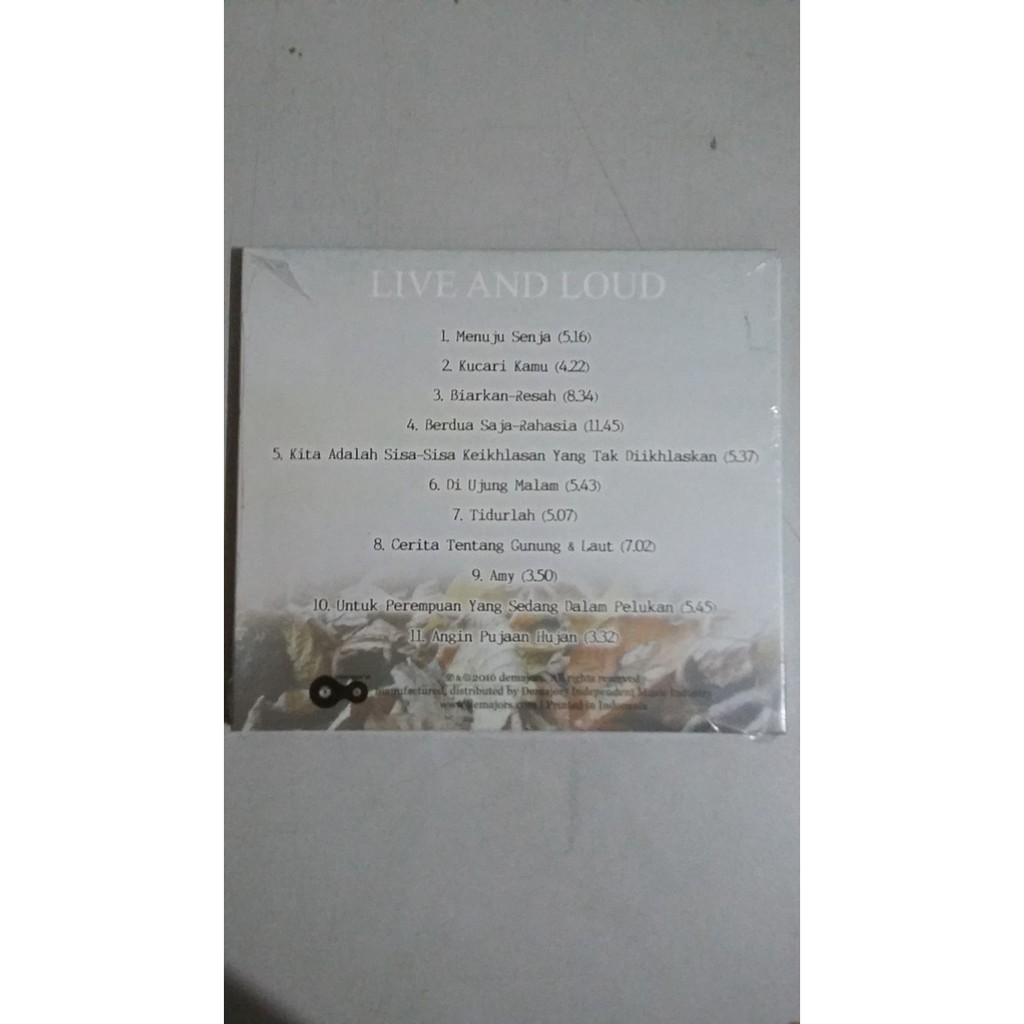 LIVE AND LOUD
1. Menuju Senja (5.16)
2. Kucari Kamu (4.22)
3. Biarkan-Resah (8.34)
4. Berdua Saja-Rahasia (11.45)
5. Kita Adalah Sisa-Sisa Keikhlasan Yang Tak Diikhlaskan (5.37)
6. Di Ujung Malam (5.43)
7. Tidurlah (5.07)
8. Cerita Tentang Gunung & Laut (7.02)
9. Amy (3.50)
10. Untuk Perempuan Yang Sedang Dalam Pelukan (5.45)
11. Angin Pujaan Hujan (3.32)
℗ & © 2016 demajors. All rights reserved
manufactured, distributed by Demajors Independent Music Industry
www.demajors.com | Printed in Indonesia